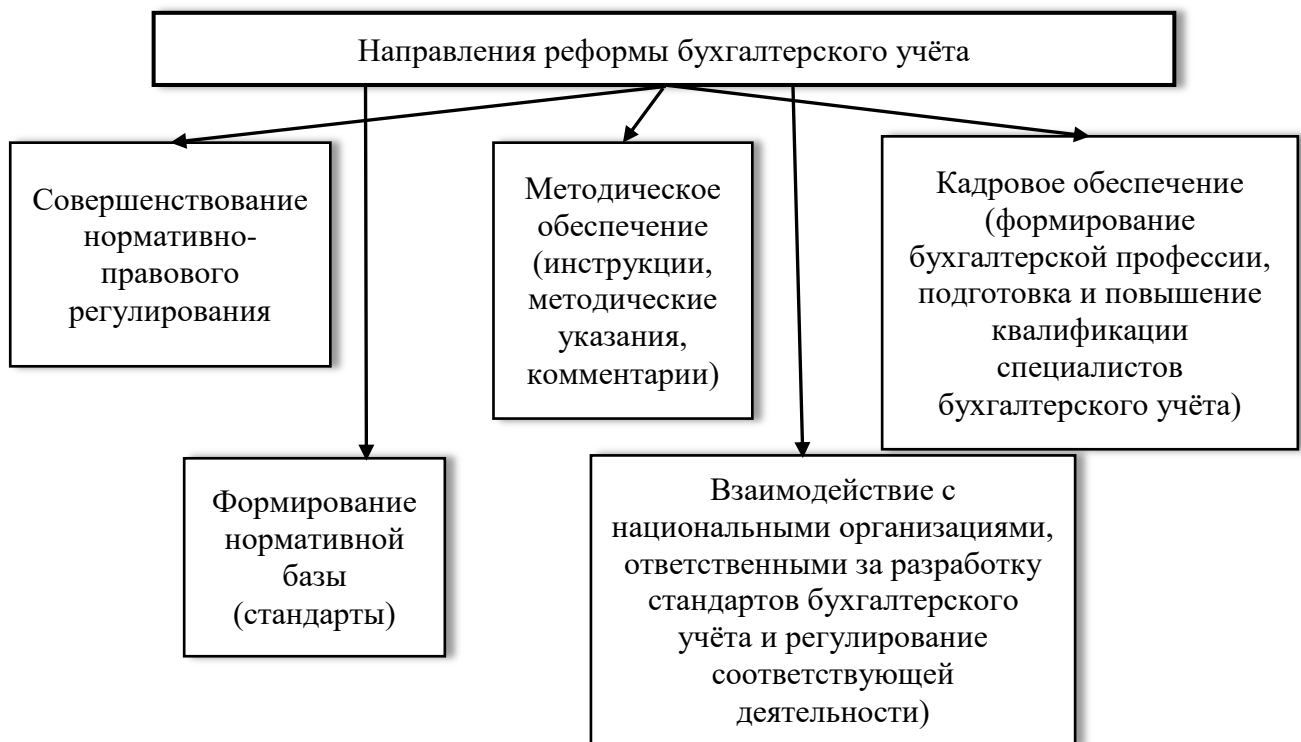 Направления реформы бухгалтерского учёта
Совершенствование
нормативно-
правового
регулирования
Методическое
обеспечение
(инструкции,
методические
указания,
комментарии)
Кадровое обеспечение
(формирование
бухгалтерской профессии,
подготовка и повышение
квалификации
специалистов
бухгалтерского учёта)
Формирование
нормативной
базы
(стандарты)
Взаимодействие с
национальными организациями,
ответственными за разработку
стандартов бухгалтерского
учёта и регулирование
соответствующей
деятельности)